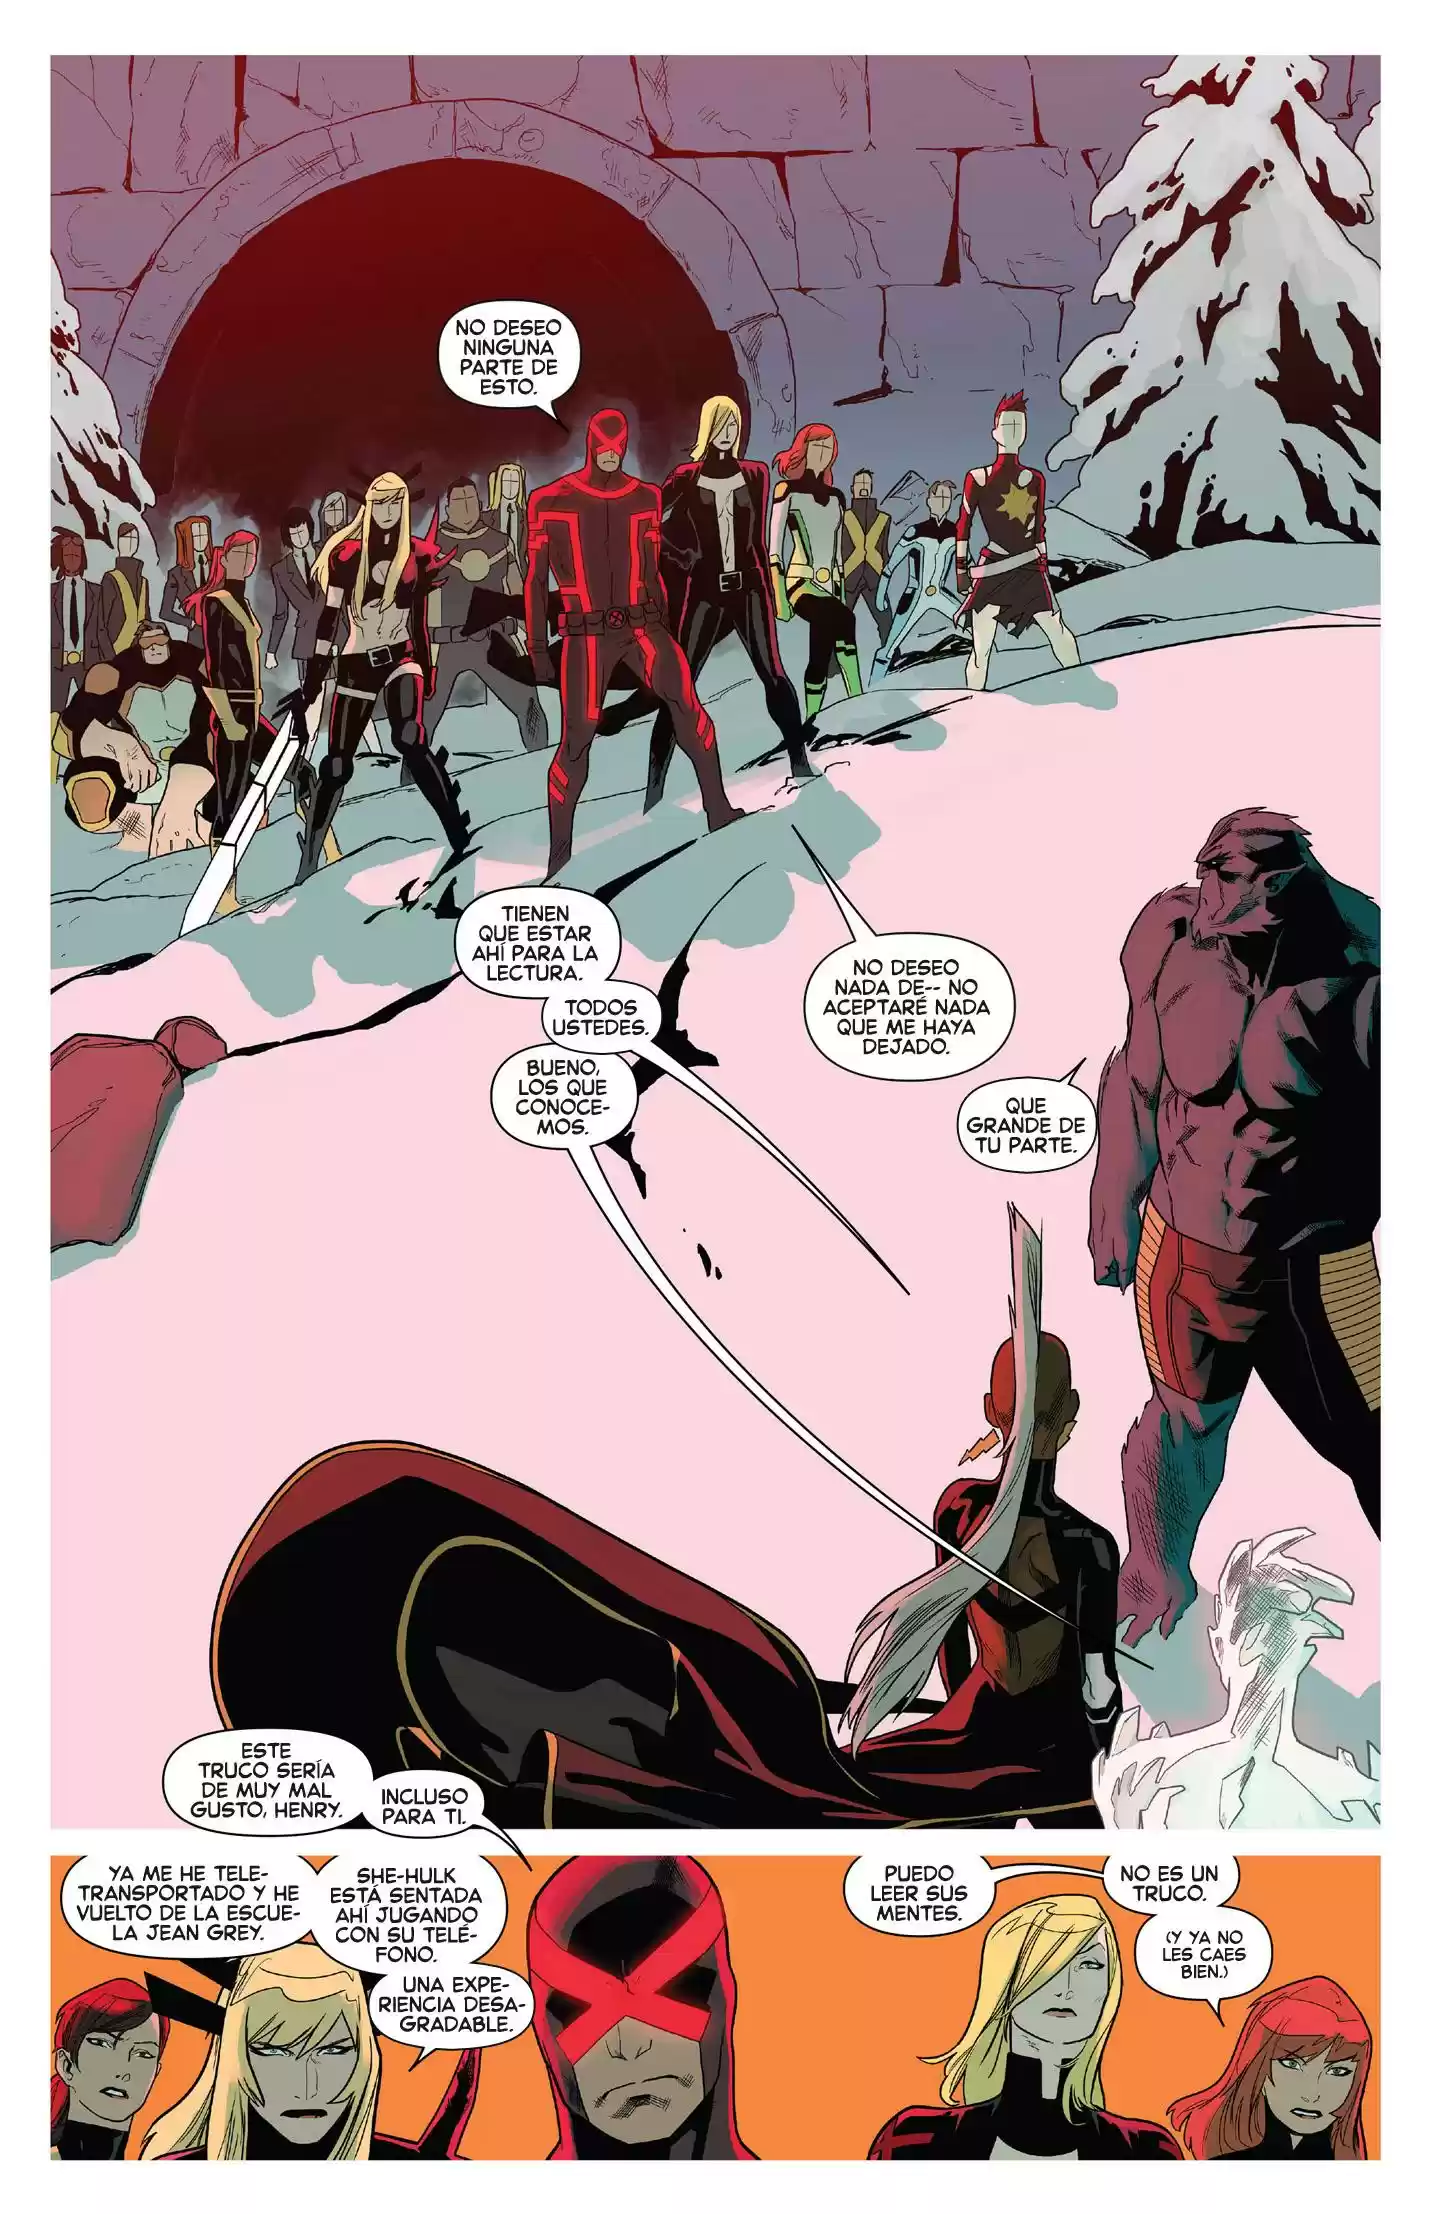 NO DESEO
NINGUNA
PARTE DE
ESTO.
TIENEN
QUE ESTAR
AHÍ PARA LA
LECTURA.
TODOS
USTEDES.
BUENO,
LOS QUE
CONOCE-
MOS.
NO DESEO
NADA DE-- NO
ACEPTARÉ NADA
QUE ME HAYA
DEJADO.
QUE
GRANDE DE
TU PARTE.
ESTE
TRUCO SERÍA
DE MUY MAL
GUSTO, HENRY.
INCLUSO
PARA TI.
YA ME HE TELE-
TRANSPORTADO Y HE
VUELTO DE LA ESCUE-
LA JEAN GREY.
SHE-HULK
ESTÁ SENTADA
AHÍ JUGANDO
CON SU TELÉ-
FONO.
UNA EXPE-
RIENCIA DESA-
GRADABLE.
PUEDO
LEER SUS
MENTES.
NO ES UN
TRUCO.
(Y YA NO
LES CAES
BIEN.)